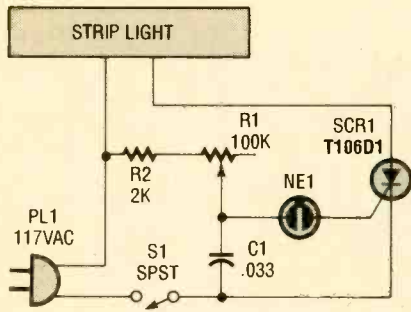 STRIP LIGHT
R1
100K
SCR1
T106D1
R2
2K
NE1
PL1
117VAC
S1
SPST
C1
.033